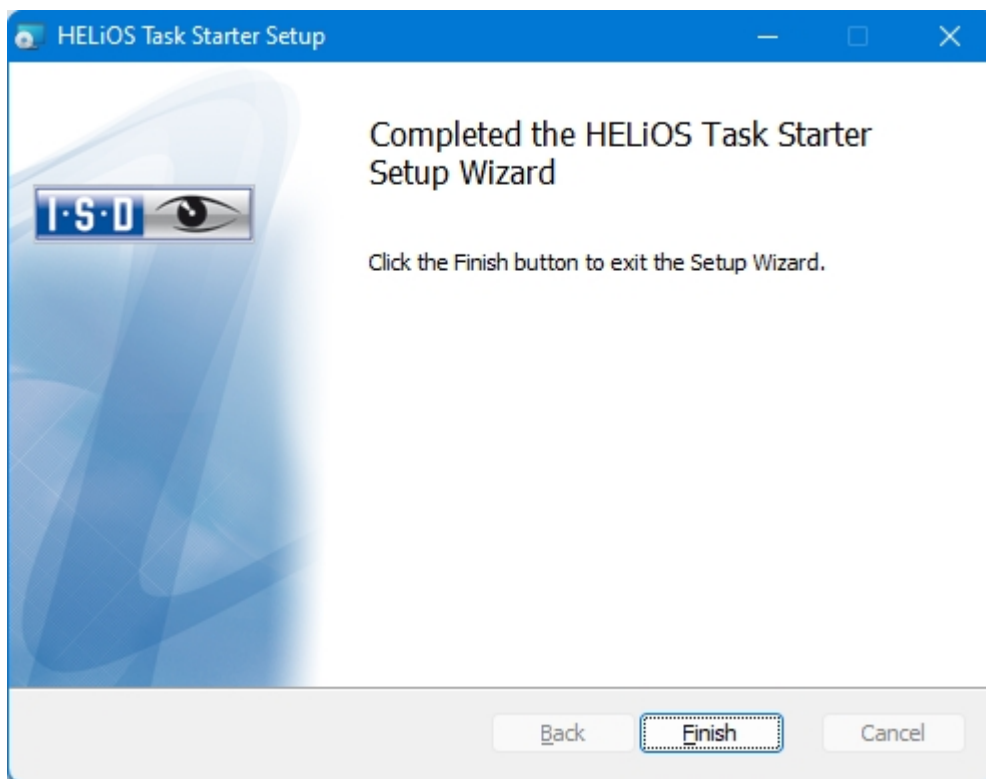 HELiOS Task Starter Setup
I·S·D
Completed the HELiOS Task Starter
Setup Wizard
Click the Finish button to exit the Setup Wizard.
Back
Finish
Cancel